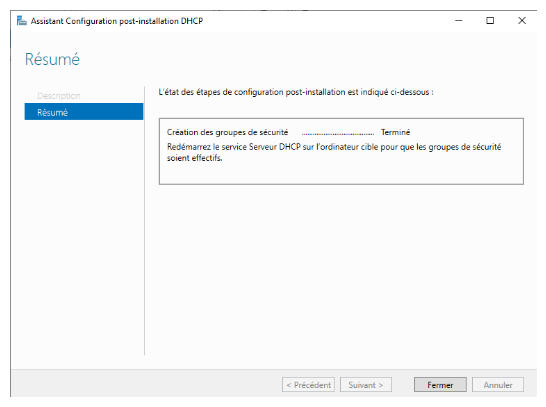 Assistant Configuration post-installation DHCP
Résumé
Description
Résumé
L'état des étapes de configuration post-installation est indiqué ci-dessous :
Création des groupes de sécurité ................................... Terminé
Redémarrez le service Serveur DHCP sur l'ordinateur cible pour que les groupes de sécurité
soient effectifs.
< Précédent Suivant > Fermer Annuler